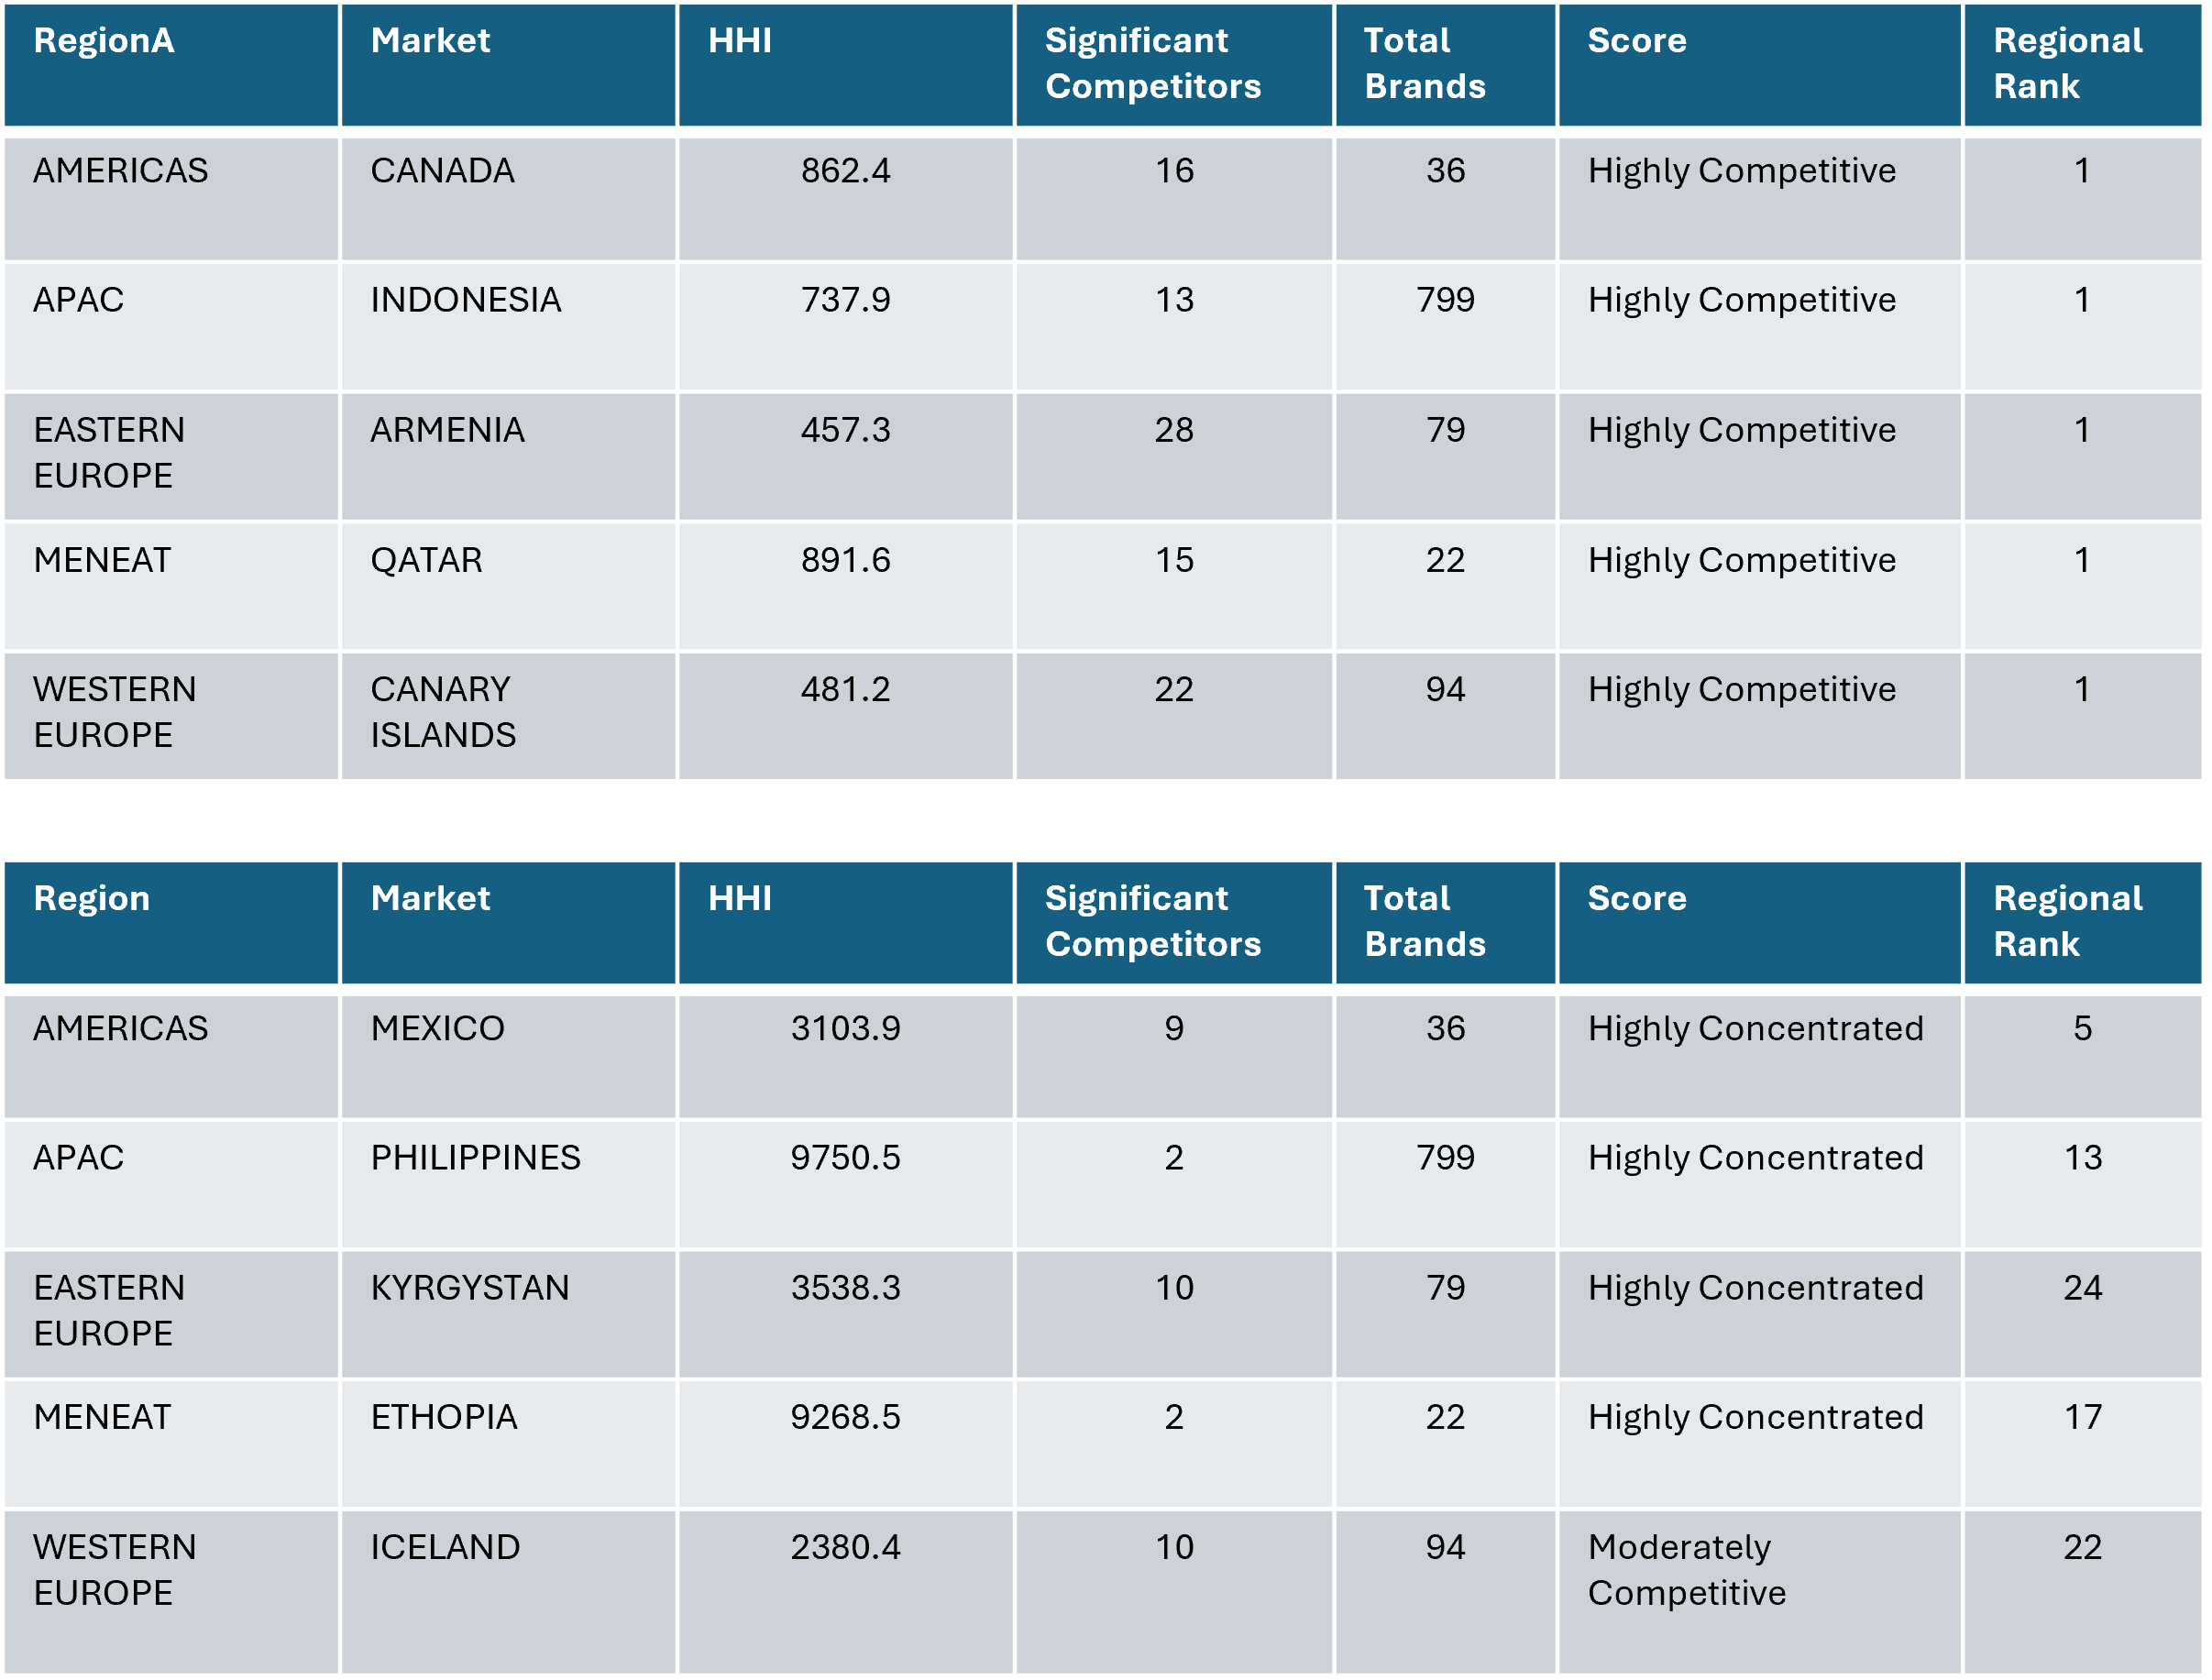 RegionA Market HHI Significant Total Score Regional
Competitors Brands Rank
AMERICAS CANADA 862.4 16 36 Highly Competitive 1
APAC INDONESIA 737.9 13 799 Highly Competitive 1
EASTERN ARMENIA 457.3 28 79 Highly Competitive 1
EUROPE
MENEAT QATAR 891.6 15 22 Highly Competitive 1
WESTERN CANARY 481.2 22 94 Highly Competitive 1
EUROPE ISLANDS
Region Market HHI Significant Total Score Regional
Competitors Brands Rank
AMERICAS MEXICO 3103.9 9 36 Highly Concentrated 5
APAC PHILIPPINES 9750.5 2 799 Highly Concentrated 13
EASTERN KYRGYSTAN 3538.3 10 79 Highly Concentrated 24
EUROPE
MENEAT ETHOPIA 9268.5 2 22 Highly Concentrated 17
WESTERN ICELAND 2380.4 10 94 Moderately 22
EUROPE Competitive